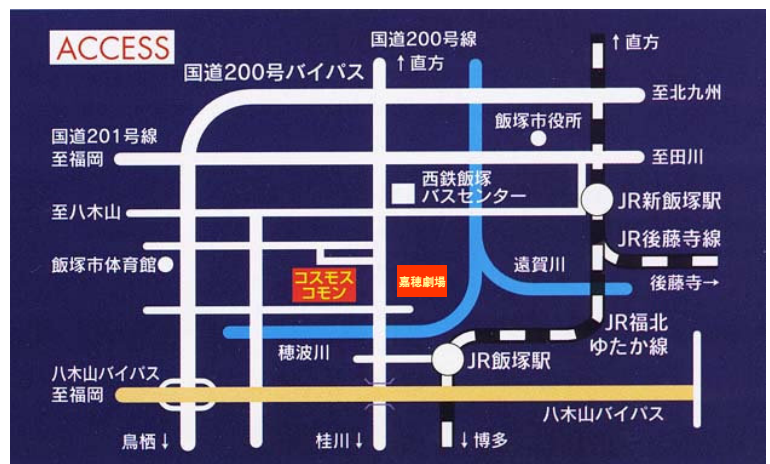 ACCESS
国道200号線
↑直方
↑直方
国道200号バイパス
至北九州
国道201号線
至福岡
飯塚市役所
至田川
西鉄飯塚
バスセンター
JR新飯塚駅
至八木山
JR後藤寺線
飯塚市体育館
コスモス
コモン
嘉穂劇場
遠賀川
後藤寺→
JR福北
ゆたか線
穂波川
JR飯塚駅
八木山バイパス
至福岡
八木山バイパス
鳥栖↓
桂川↓
↓博多